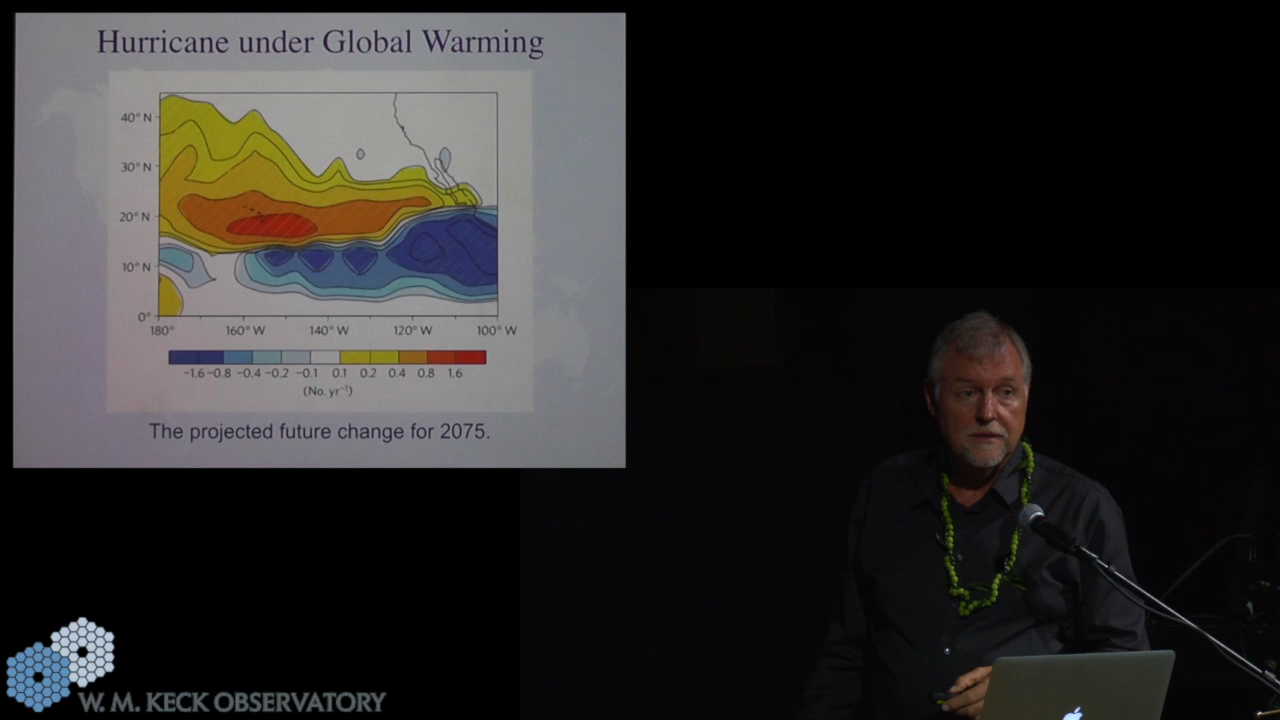 Hurricane under Global Warming
40° N
30° N
20° N
10° N
0°
180° 160° W 140° W 120° W 100° W
−1.6 −0.8 −0.4 −0.2 −0.1 0.1 0.2 0.4 0.8 1.6
(No. yr⁻¹)
The projected future change for 2075.
W. M. KECK OBSERVATORY